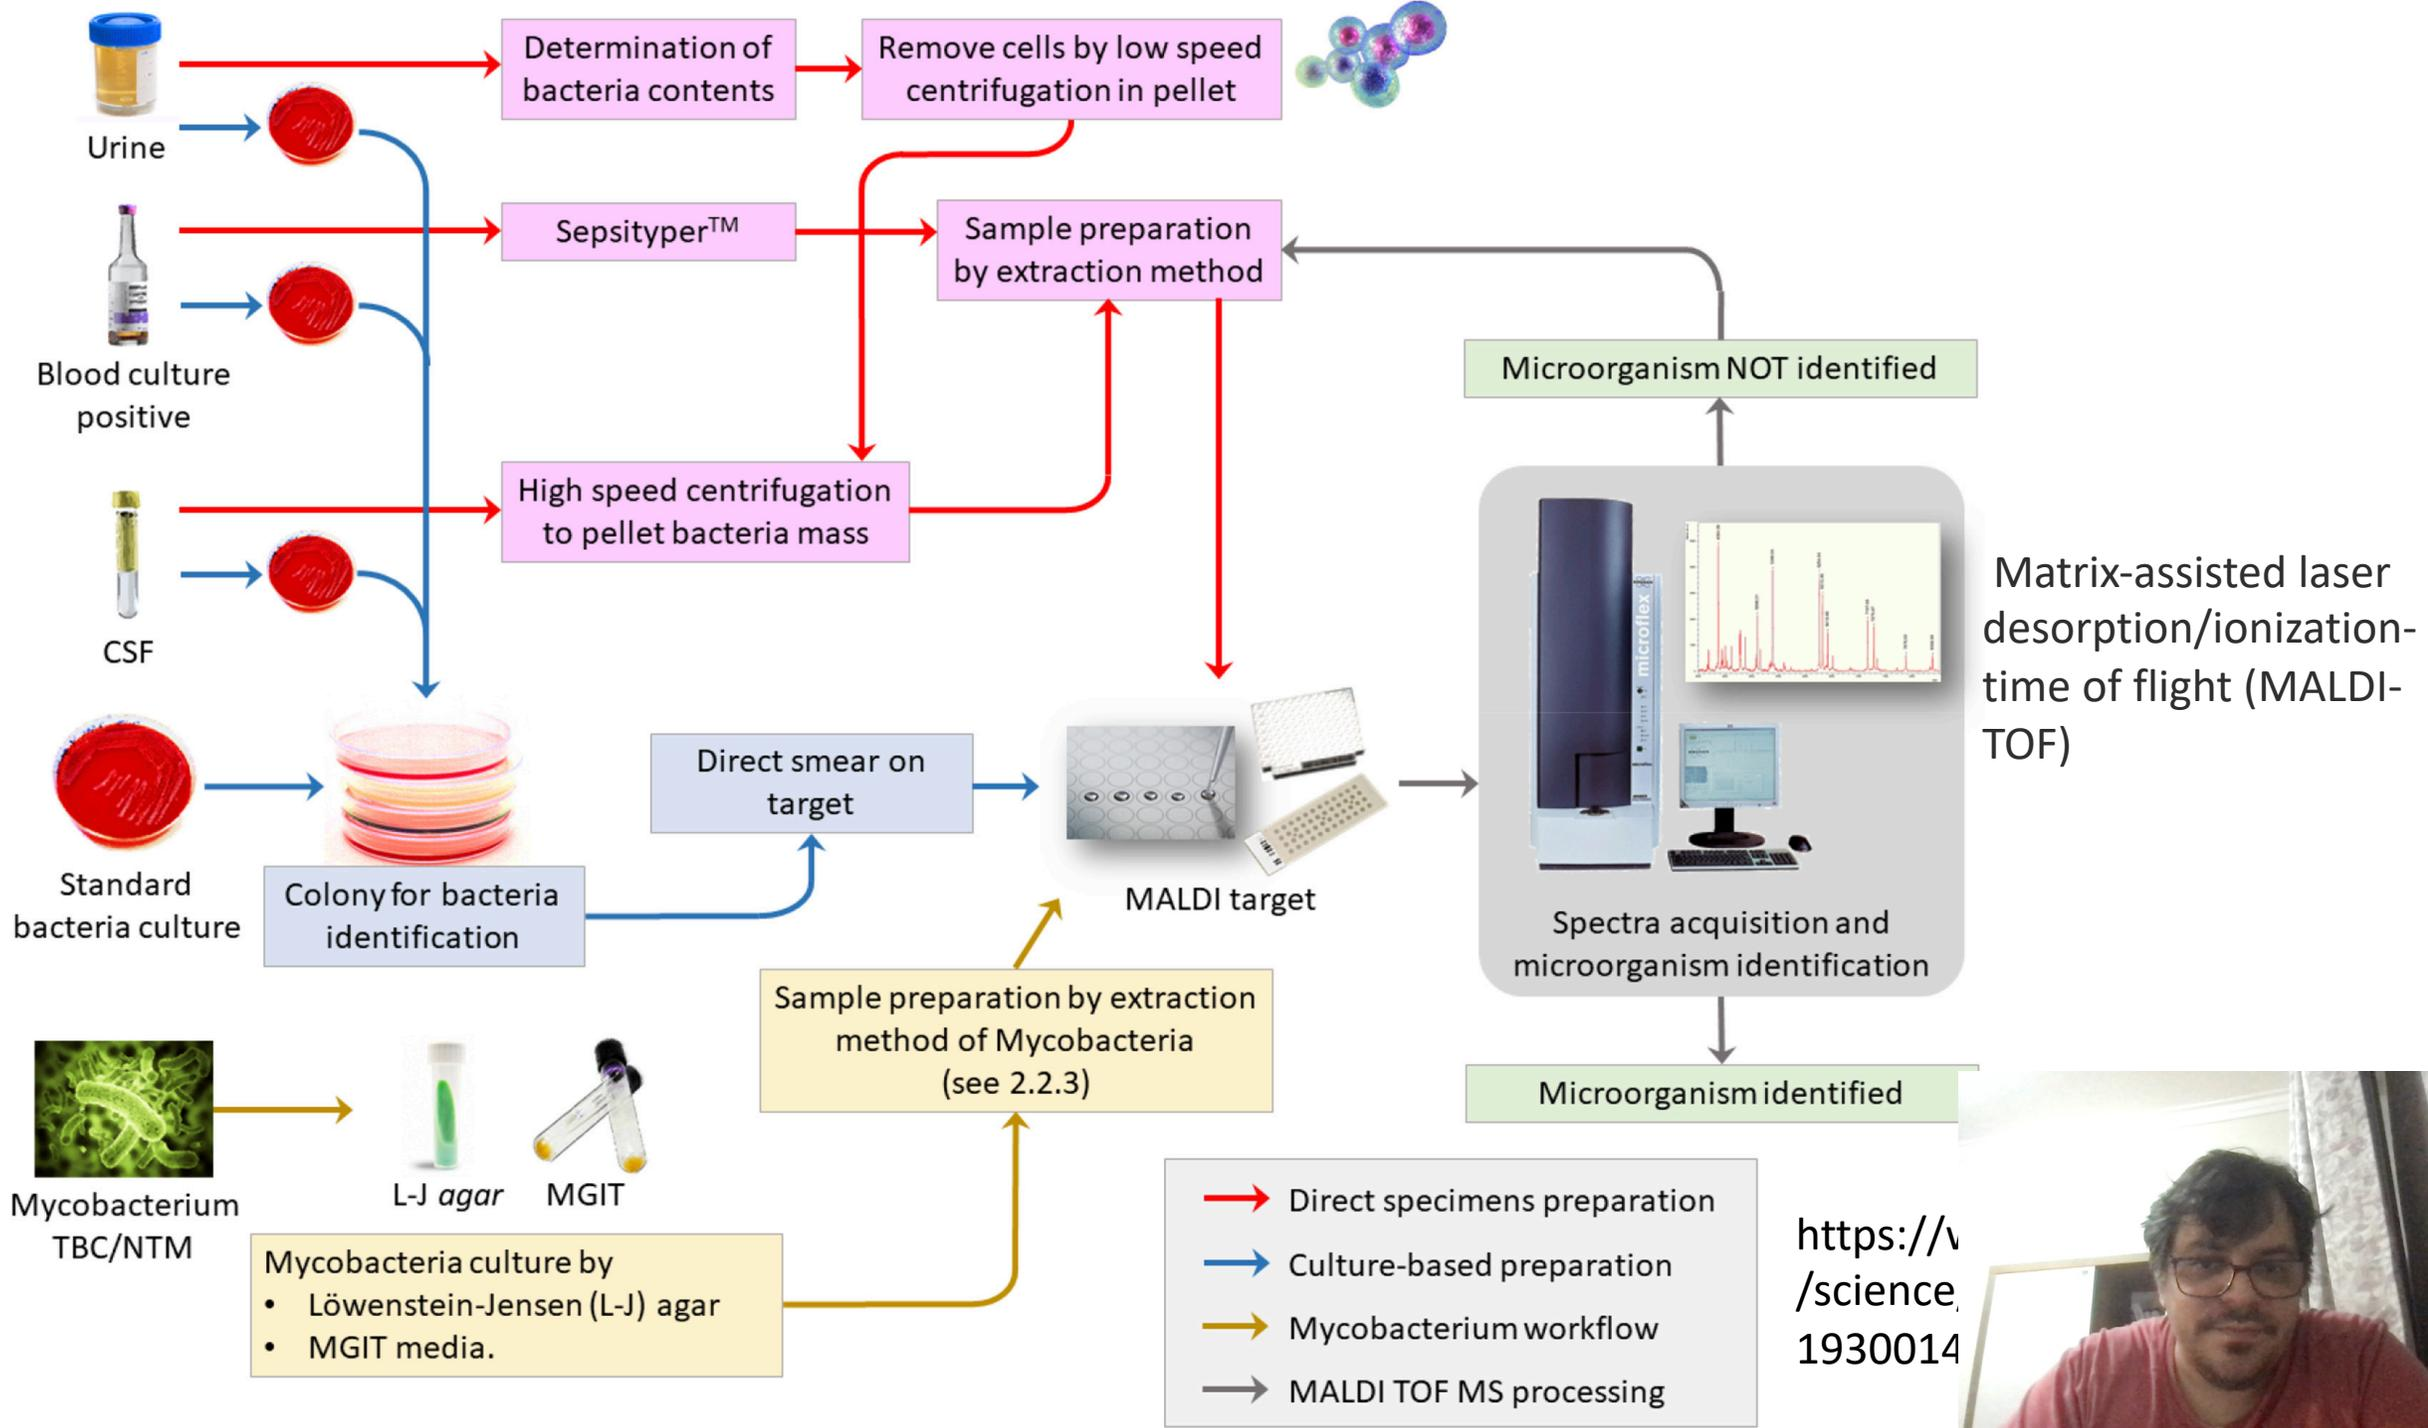 Urine
Determination of
bacteria contents
Remove cells by low speed
centrifugation in pellet
Blood culture
positive
Sepsityper™
Sample preparation
by extraction method
Microorganism NOT identified
CSF
High speed centrifugation
to pellet bacteria mass
microflex
Matrix-assisted laser
desorption/ionization-
time of flight (MALDI-
TOF)
Standard
bacteria culture
Colony for bacteria
identification
Direct smear on
target
MALDI target
Spectra acquisition and
microorganism identification
Microorganism identified
Mycobacterium
TBC/NTM
L-J agar
MGIT
Mycobacteria culture by
• Löwenstein-Jensen (L-J) agar
• MGIT media.
Sample preparation by extraction
method of Mycobacteria
(see 2.2.3)
Direct specimens preparation
Culture-based preparation
Mycobacterium workflow
MALDI TOF MS processing
https://
/science/
1930014